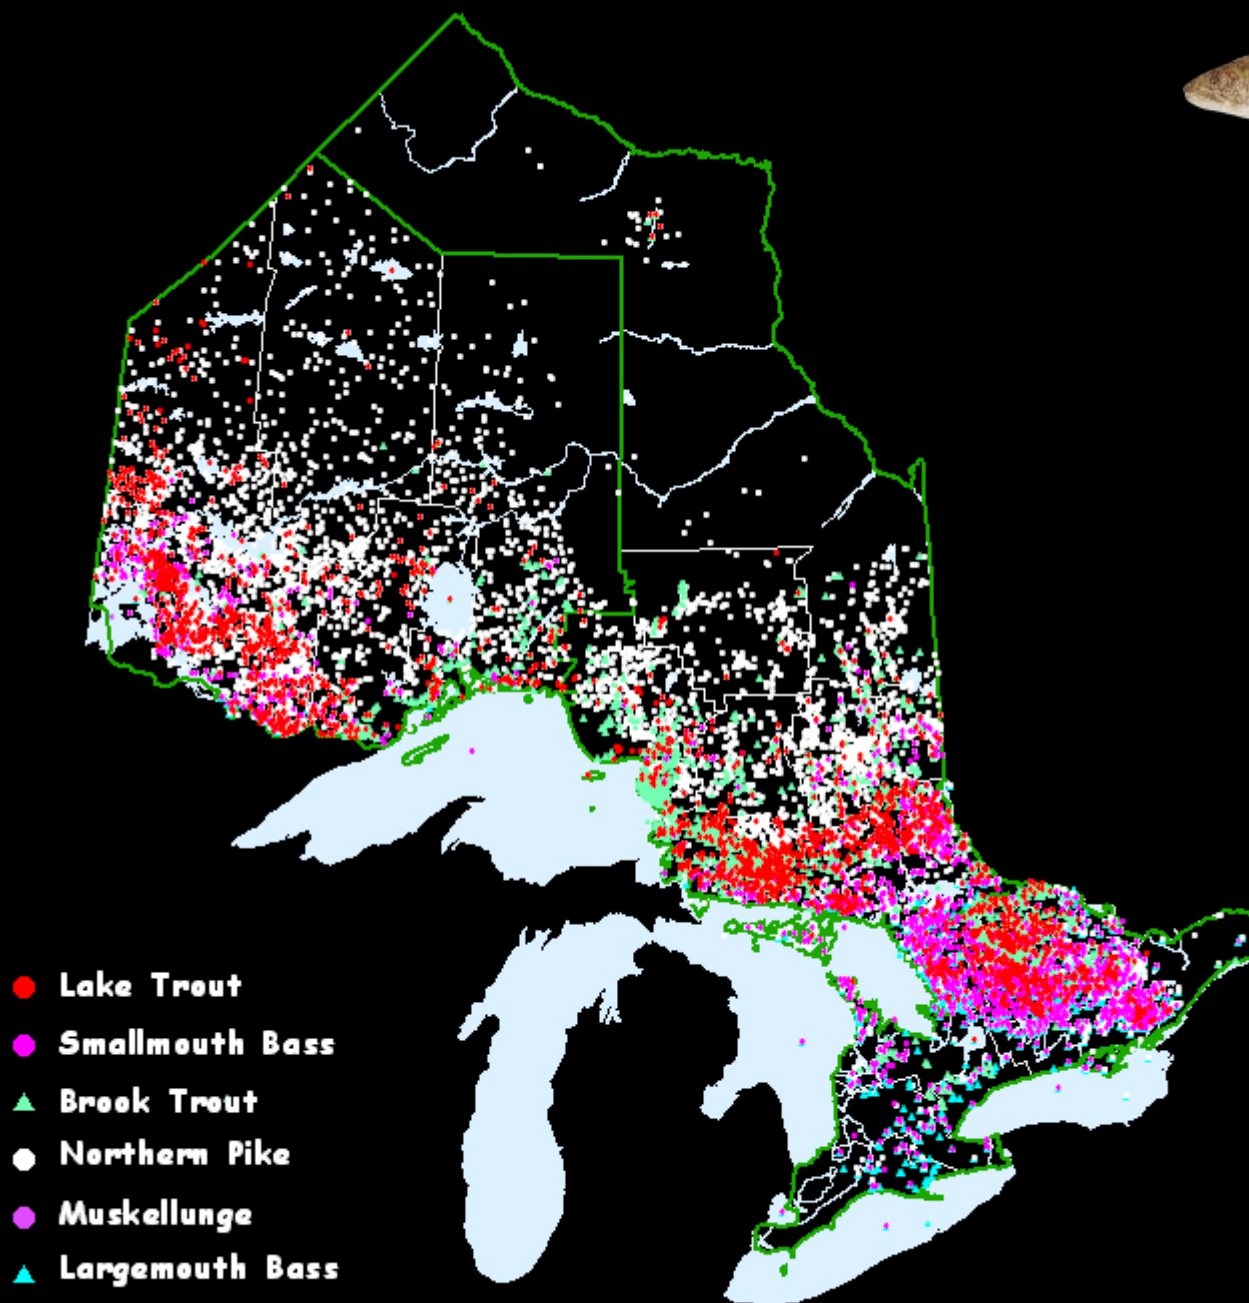 Lake Trout
Smallmouth Bass
Brook Trout
Northern Pike
Muskellunge
Largemouth Bass